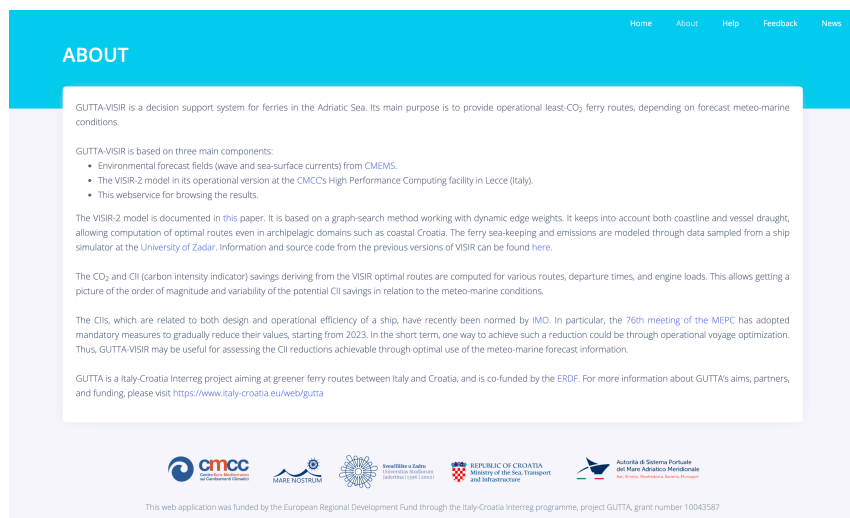 Home About Help Feedback News
ABOUT
GUTTA-VISIR is a decision support system for ferries in the Adriatic Sea. Its main purpose is to provide operational least-CO2 ferry routes, depending on forecast meteo-marine
conditions.
GUTTA-VISIR is based on three main components:
• Environmental forecast fields (wave and sea-surface currents) from CMEMS.
• The VISIR-2 model in its operational version at the CMCC's High Performance Computing facility in Lecce (Italy).
• This webservice for browsing the results.
The VISIR-2 model is documented in this paper. It is based on a graph-search method working with dynamic edge weights. It keeps into account both coastline and vessel draught,
allowing computation of optimal routes even in archipelagic domains such as coastal Croatia. The ferry sea-keeping and emissions are modeled through data sampled from a ship
simulator at the University of Zadar. Information and source code from the previous versions of VISIR can be found here.
The CO2 and CII (carbon intensity indicator) savings deriving from the VISIR optimal routes are computed for various routes, departure times, and engine loads. This allows getting a
picture of the order of magnitude and variability of the potential CII savings in relation to the meteo-marine conditions.
The CIIs, which are related to both design and operational efficiency of a ship, have recently been normed by IMO. In particular, the 76th meeting of the MEPC has adopted
mandatory measures to gradually reduce their values, starting from 2023. In the short term, one way to achieve such a reduction could be through operational voyage optimization.
Thus, GUTTA-VISIR may be useful for assessing the CII reductions achievable through optimal use of the meteo-marine forecast information.
GUTTA is a Italy-Croatia Interreg project aiming at greener ferry routes between Italy and Croatia, and is co-funded by the ERDF. For more information about GUTTA's aims, partners,
and funding, please visit https://www.italy-croatia.eu/web/gutta
cmcc
Centro Euro-Mediterraneo
sui Cambiamenti Climatici
MARE NOSTRUM
Sveučilište u Zadru
Universitas Studiorum
Jadertina | 1396 | 2002 |
REPUBLIC OF CROATIA
Ministry of the Sea, Transport
and Infrastructure
Autorità di Sistema Portuale
del Mare Adriatico Meridionale
Bari, Brindisi, Manfredonia, Barletta, Monopoli
This web application was funded by the European Regional Development Fund through the Italy-Croatia Interreg programme, project GUTTA, grant number 10043587